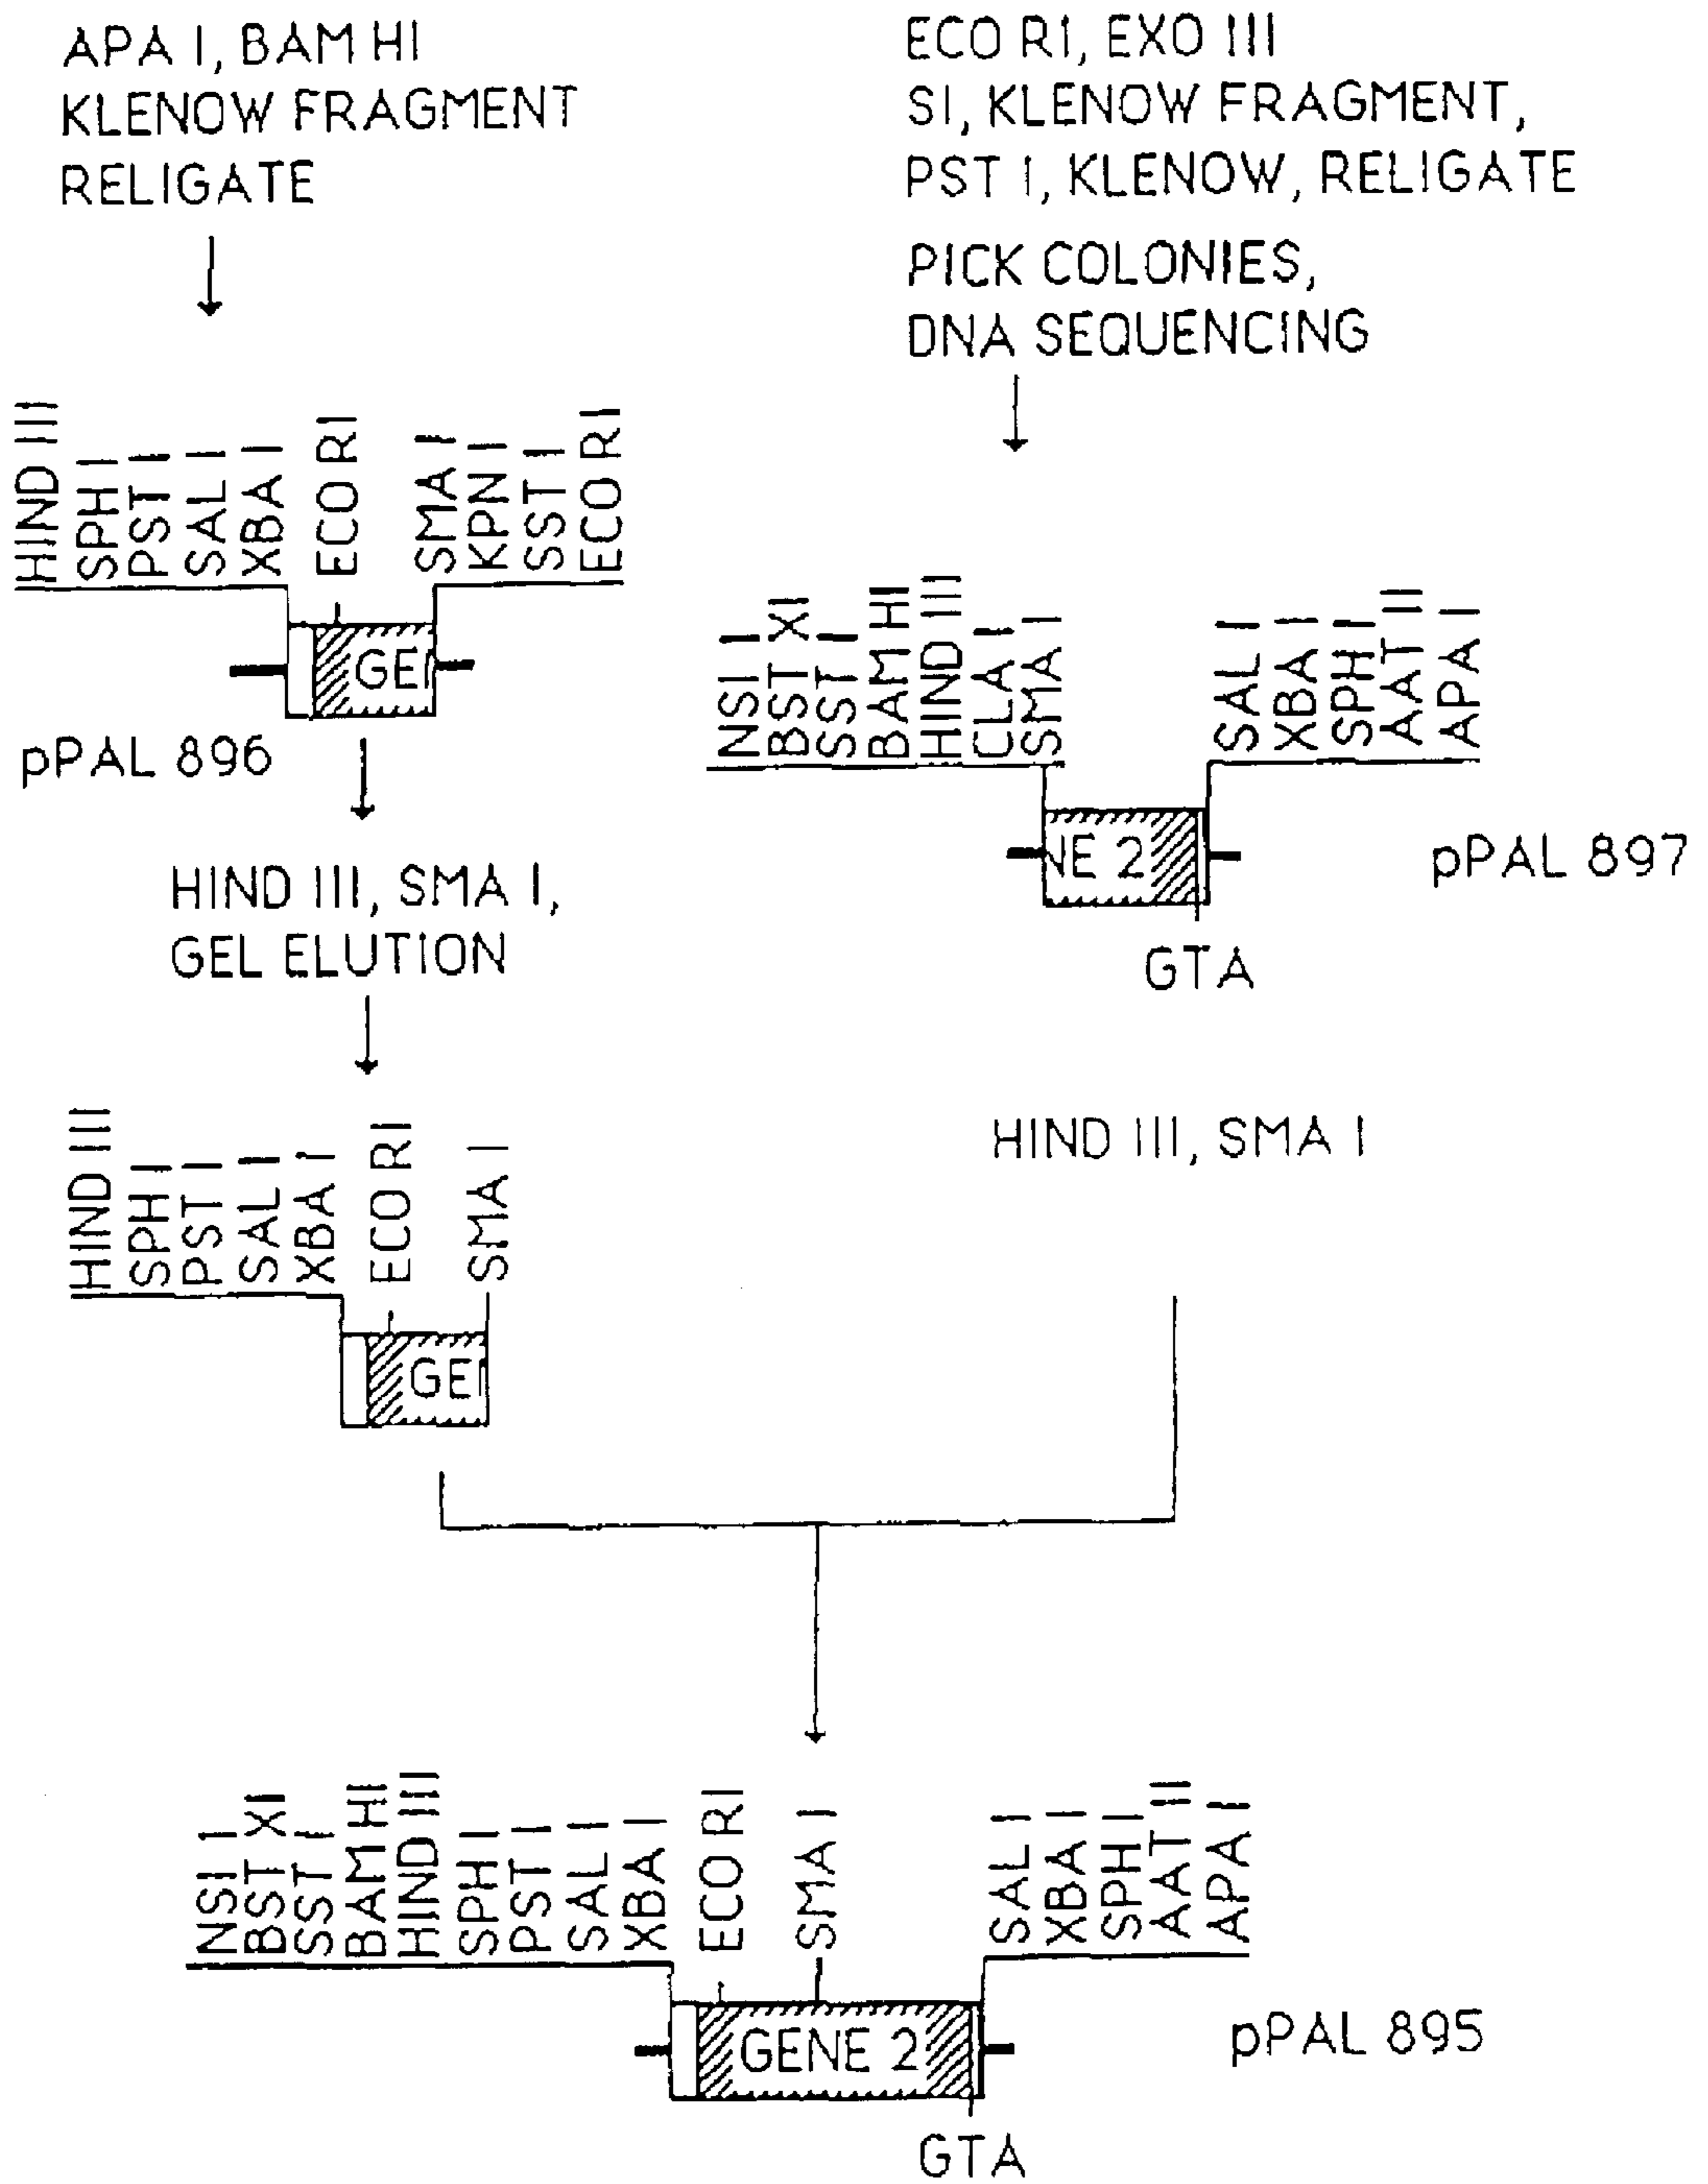 APA I, BAM HI
KLENOW FRAGMENT
RELIGATE
ECO RI, EXO III
SI, KLENOW FRAGMENT,
PST I, KLENOW, RELIGATE
PICK COLONIES,
DNA SEQUENCING
HIND III
SPH I
PST I
SAL I
XBA I
ECO RI
SMA I
KPN I
SST I
ECO RI
GEN
pPAL 896
NSI I
BST XI
SST I
BAM HI
HIND III
CLA I
SMA I
SAL I
XBA I
SPH I
AAT II
APA I
NE 2
pPAL 897
GTA
HIND III, SMA I,
GEL ELUTION
HIND III
SPH I
PST I
SAL I
XBA I
ECO RI
SMA I
GEN
HIND III, SMA I
NSI I
BST XI
SST I
BAM HI
HIND III
SPH I
PST I
SAL I
XBA I
ECO RI
SMA I
SAL I
XBA I
SPH I
AAT II
APA I
GENE 2
pPAL 895
GTA